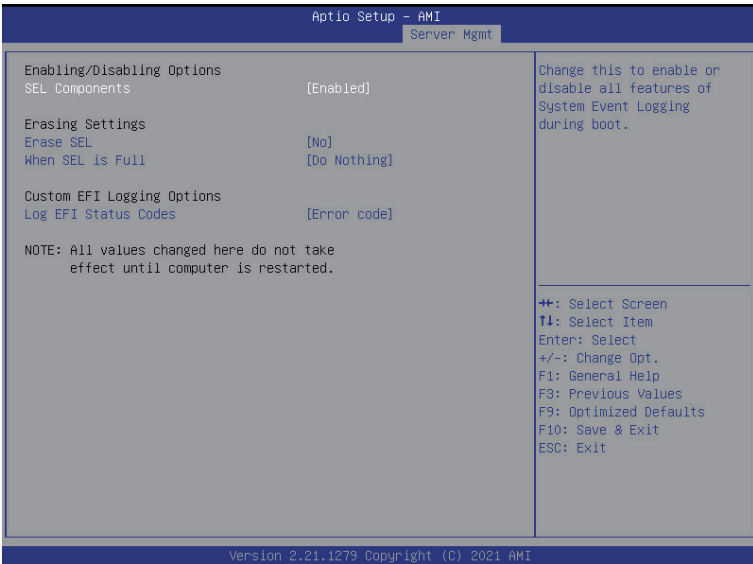 Aptio Setup – AMI
Server Mgmt
Enabling/Disabling Options
SEL Components [Enabled]
Erasing Settings
Erase SEL [No]
When SEL is Full [Do Nothing]
Custom EFI Logging Options
Log EFI Status Codes [Error code]
NOTE: All values changed here do not take
effect until computer is restarted.
Change this to enable or
disable all features of
System Event Logging
during boot.
→←: Select Screen
↑↓: Select Item
Enter: Select
+/-: Change Opt.
F1: General Help
F3: Previous Values
F9: Optimized Defaults
F10: Save & Exit
ESC: Exit
Version 2.21.1279 Copyright (C) 2021 AMI